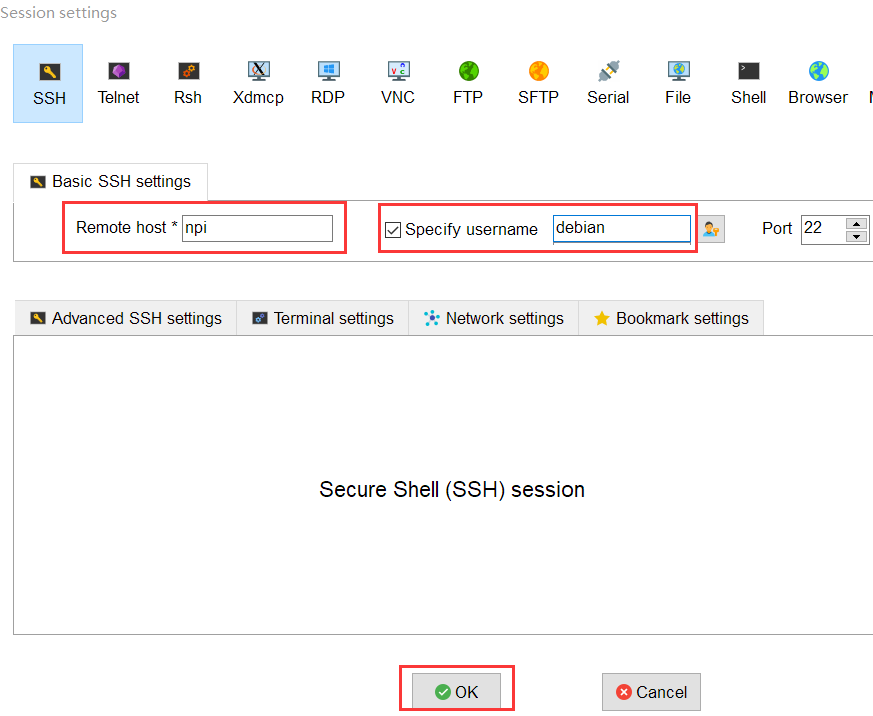 Session settings
SSH Telnet Rsh Xdmcp RDP VNC FTP SFTP Serial File Shell Browser
Basic SSH settings
Remote host * npi Specify username debian Port 22
Advanced SSH settings Terminal settings Network settings Bookmark settings
Secure Shell (SSH) session
OK Cancel